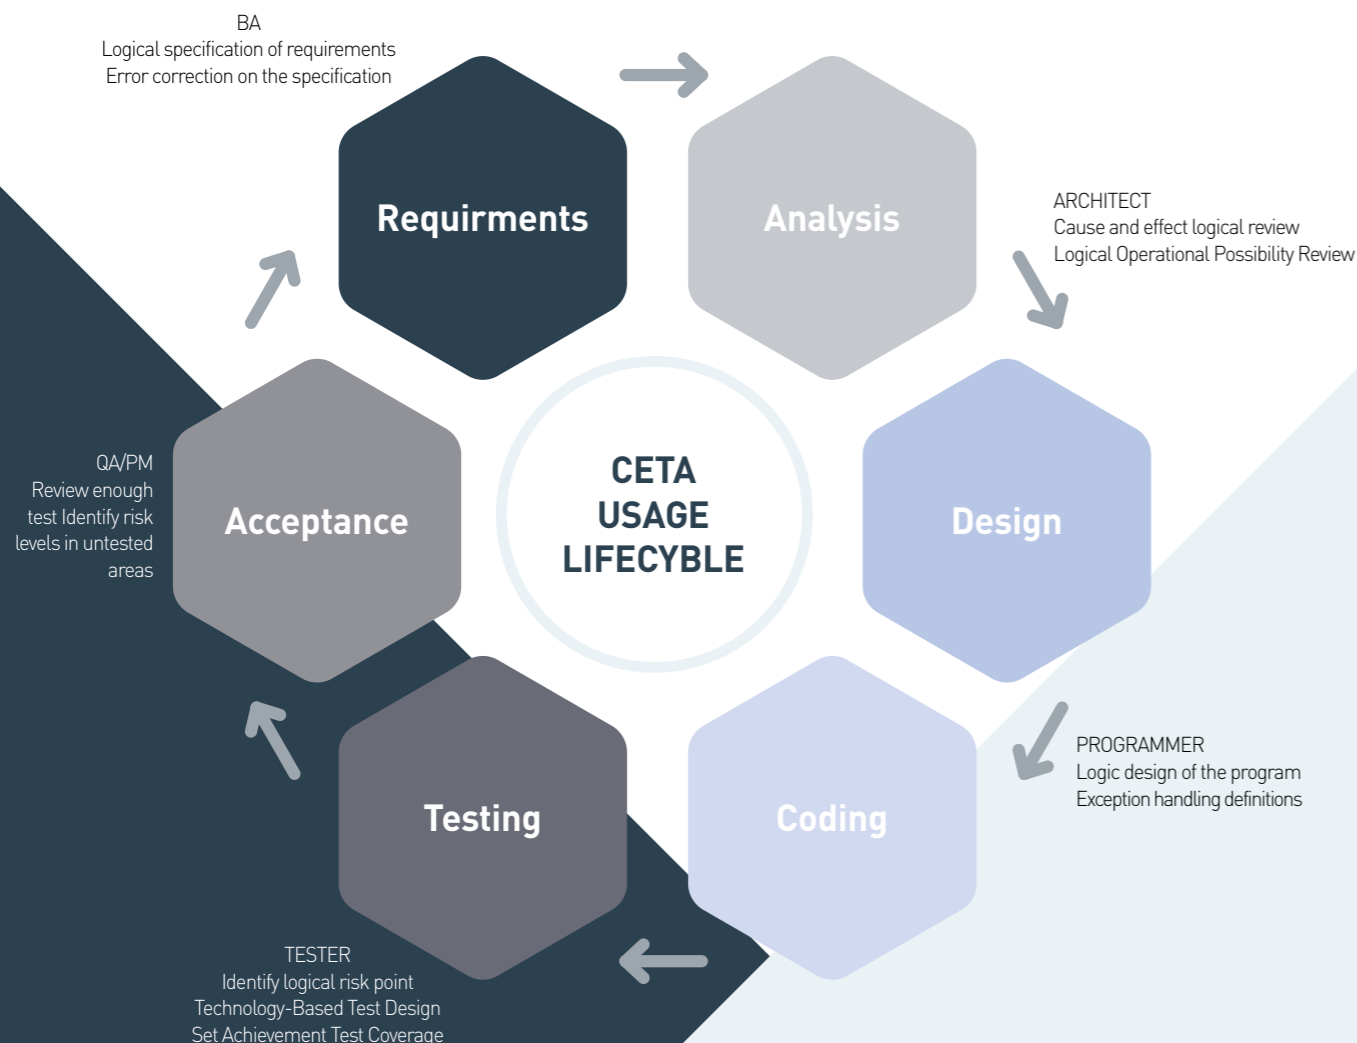 BA
Logical specification of requirements
Error correction on the specification
Requirments
Analysis
ARCHITECT
Cause and effect logical review
Logical Operational Possibility Review
QA/PM
Review enough
test Identify risk
levels in untested
areas
Acceptance
CETA
USAGE
LIFECYBLE
Design
PROGRAMMER
Logic design of the program
Exception handling definitions
Testing
Coding
TESTER
Identify logical risk point
Technology-Based Test Design
Set Achievement Test Coverage